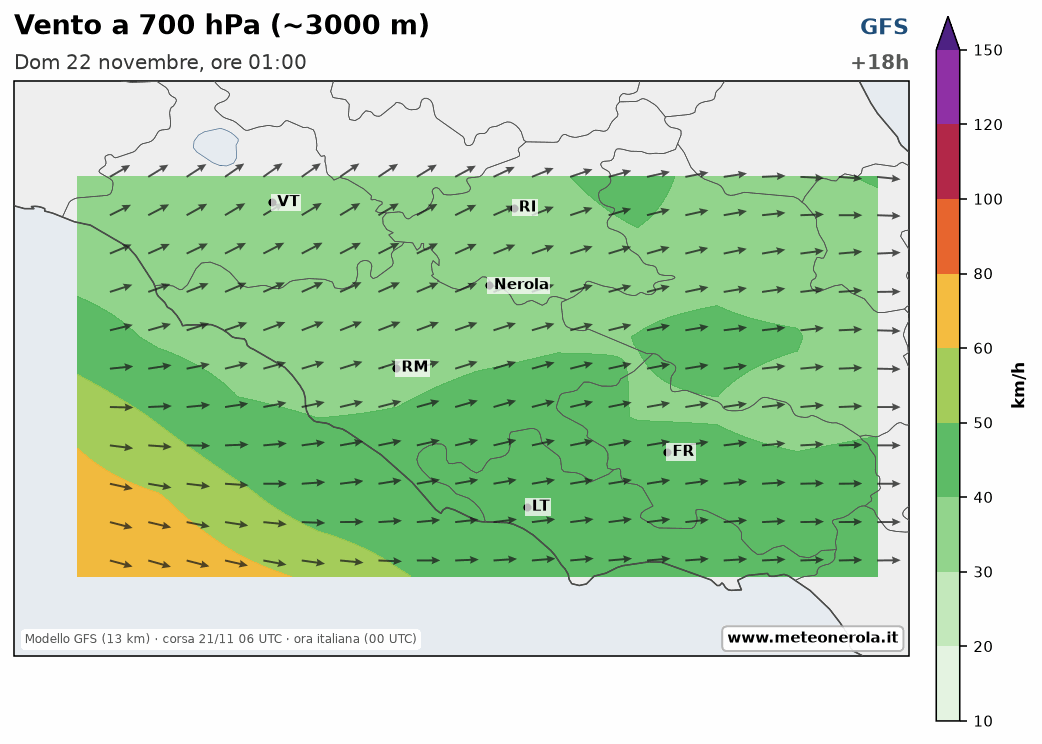 Vento a 700 hPa (~3000 m)
GFS
Dom 22 novembre, ore 01:00
+18h
150
120
100
80
60
50
40
30
20
10
km/h
VT
RI
Nerola
RM
FR
LT
Modello GFS (13 km) · corsa 21/11 06 UTC · ora italiana (00 UTC)
www.meteonerola.it